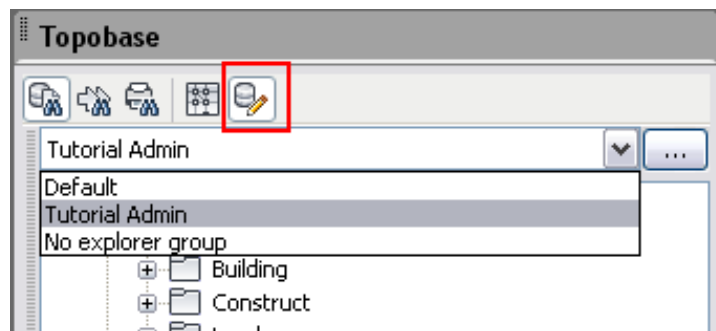 Topobase
Tutorial Admin
...
Default
Tutorial Admin
No explorer group
Building
Construct